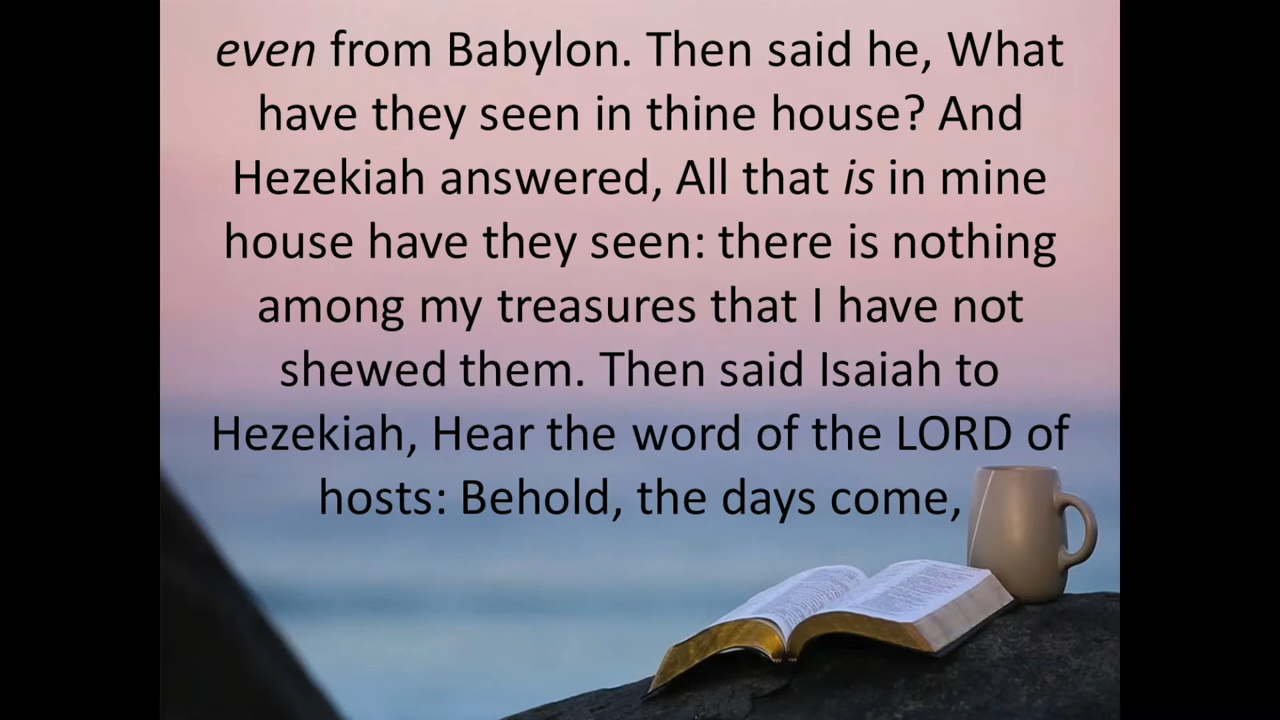 even from Babylon. Then said he, What
have they seen in thine house? And
Hezekiah answered, All that is in mine
house have they seen: there is nothing
among my treasures that I have not
shewed them. Then said Isaiah to
Hezekiah, Hear the word of the LORD of
hosts: Behold, the days come,